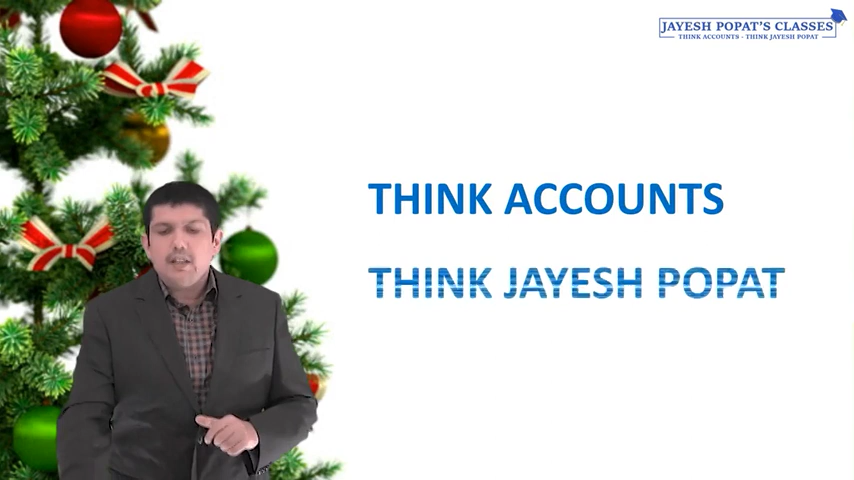 JAYESH POPAT'S CLASSES
THINK ACCOUNTS - THINK JAYESH POPAT
THINK ACCOUNTS
THINK JAYESH POPAT